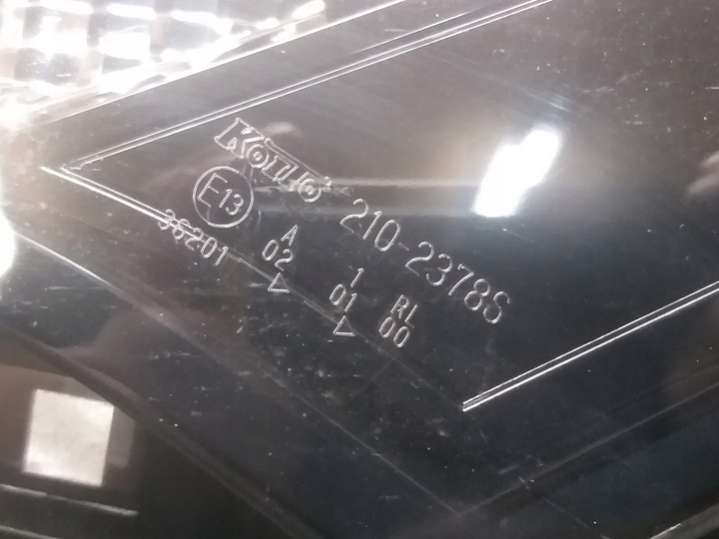 Koito 210-2378S
E13 A 1 RL
36201 02 01 00